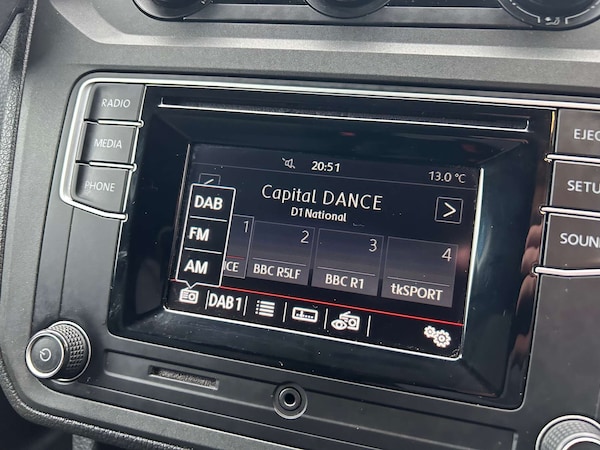 RADIO
MEDIA
PHONE
20:51
13.0 °C
Capital DANCE
D1 National
DAB
FM
AM
1
2
3
4
BBC R5LF
BBC R1
tkSPORT
DAB1
EJEC
SETU
SOUN